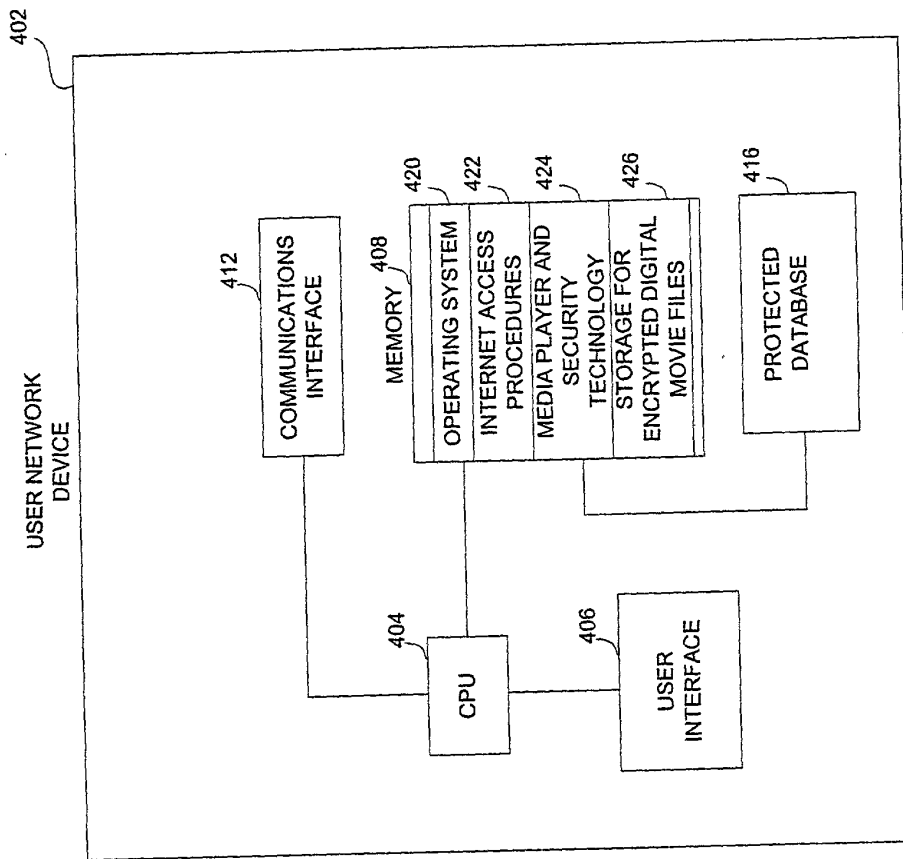 USER NETWORK
DEVICE
402
412
COMMUNICATIONS
INTERFACE
MEMORY
408
OPERATING SYSTEM
420
INTERNET ACCESS
PROCEDURES
422
MEDIA PLAYER AND
SECURITY
TECHNOLOGY
424
STORAGE FOR
ENCRYPTED DIGITAL
MOVIE FILES
426
404
CPU
406
USER
INTERFACE
416
PROTECTED
DATABASE